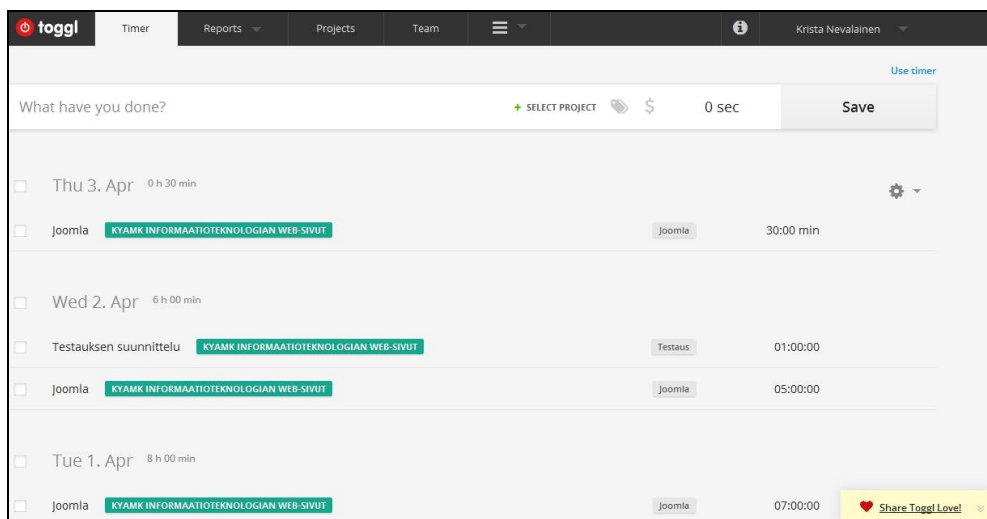 toggl Timer Reports Projects Team Krista Nevalainen
Use timer
What have you done? + SELECT PROJECT $ 0 sec Save
Thu 3. Apr 0 h 30 min
Joomla KYAMK INFORMAATIOTEKNOLOGIAN WEB-SIVUT Joomla 30:00 min
Wed 2. Apr 6 h 00 min
Testauksen suunnittelu KYAMK INFORMAATIOTEKNOLOGIAN WEB-SIVUT Testaus 01:00:00
Joomla KYAMK INFORMAATIOTEKNOLOGIAN WEB-SIVUT Joomla 05:00:00
Tue 1. Apr 8 h 00 min
Joomla KYAMK INFORMAATIOTEKNOLOGIAN WEB-SIVUT Joomla 07:00:00
Share Toggl Love!